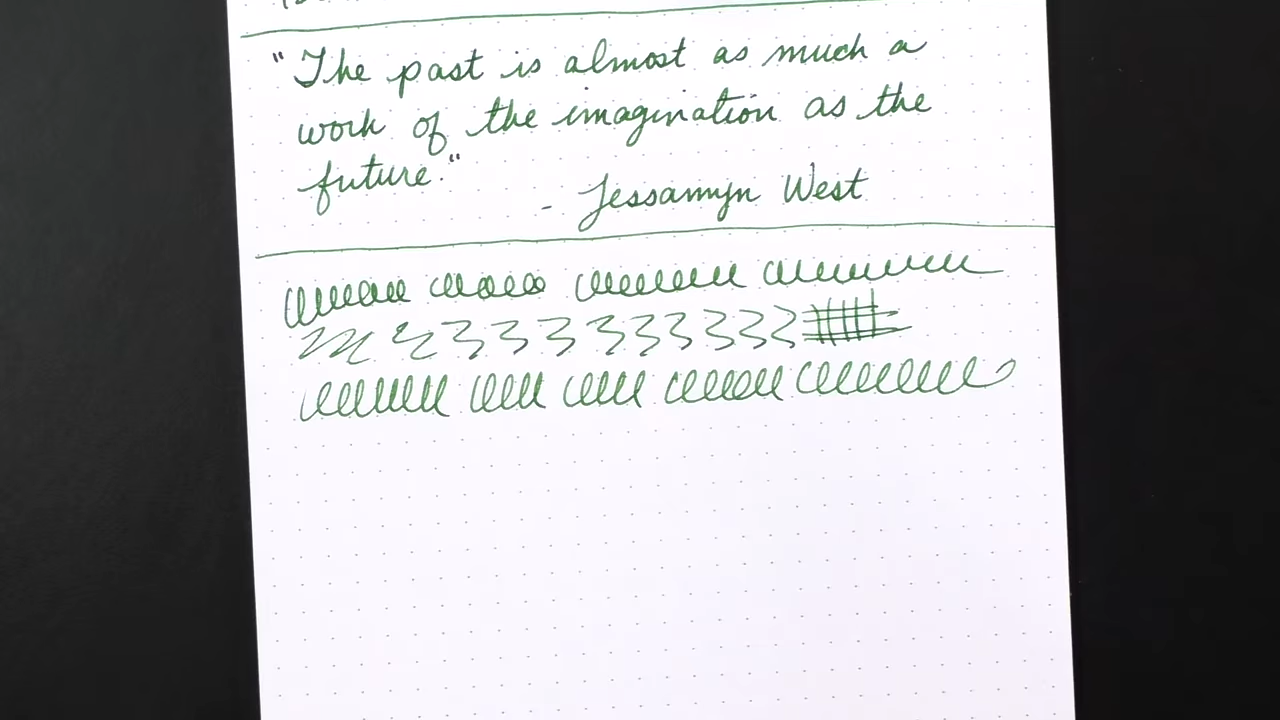 "The past is almost as much a
work of the imagination as the
future."
- Jessamyn West